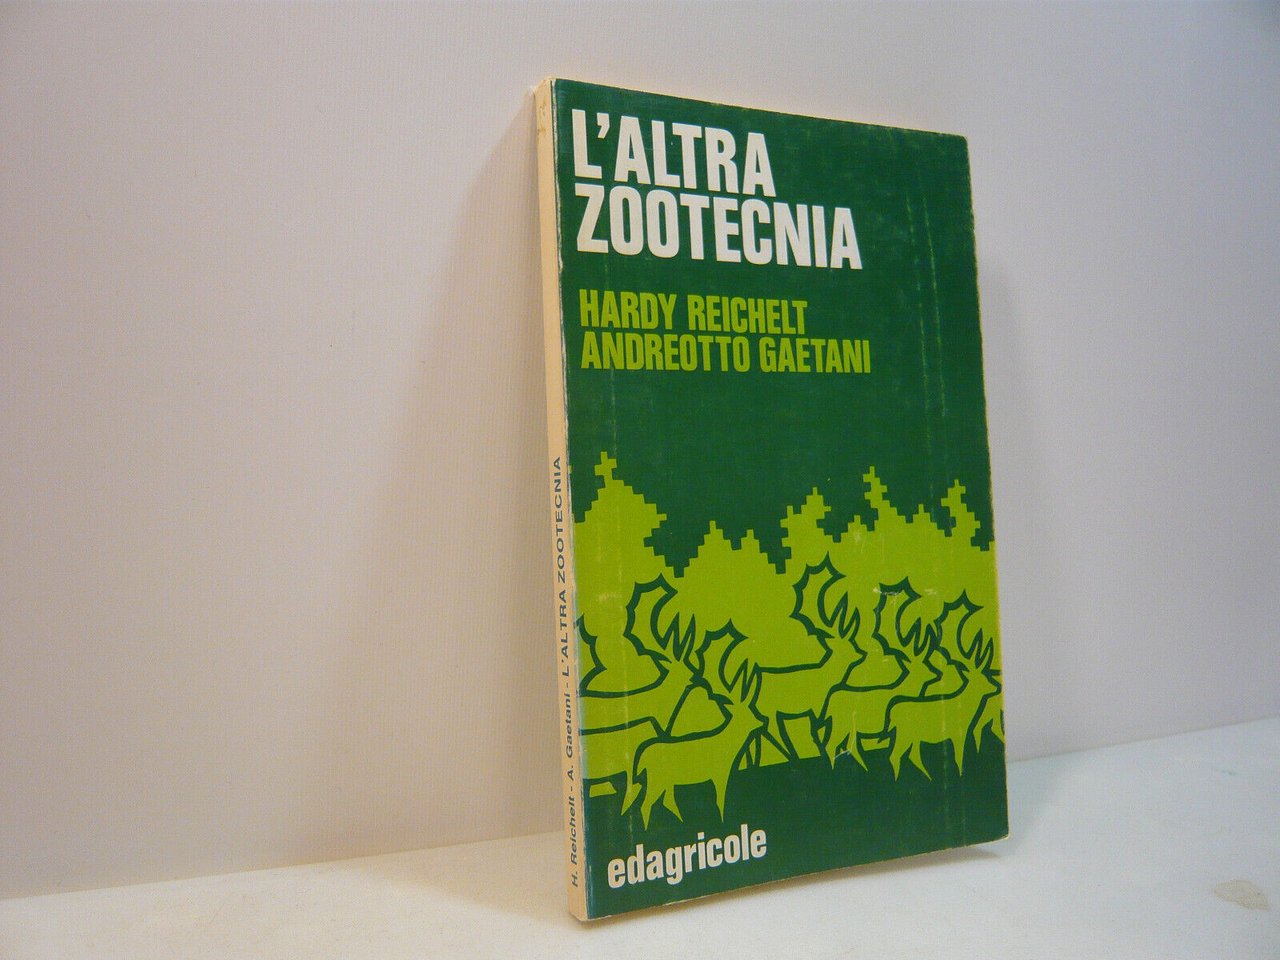 L'ALTRA
ZOOTECNIA
HARDY REICHELT
ANDREOTTO GAETANI
edagricole
H. Reichelt - A. Gaetani - L'ALTRA ZOOTECNIA